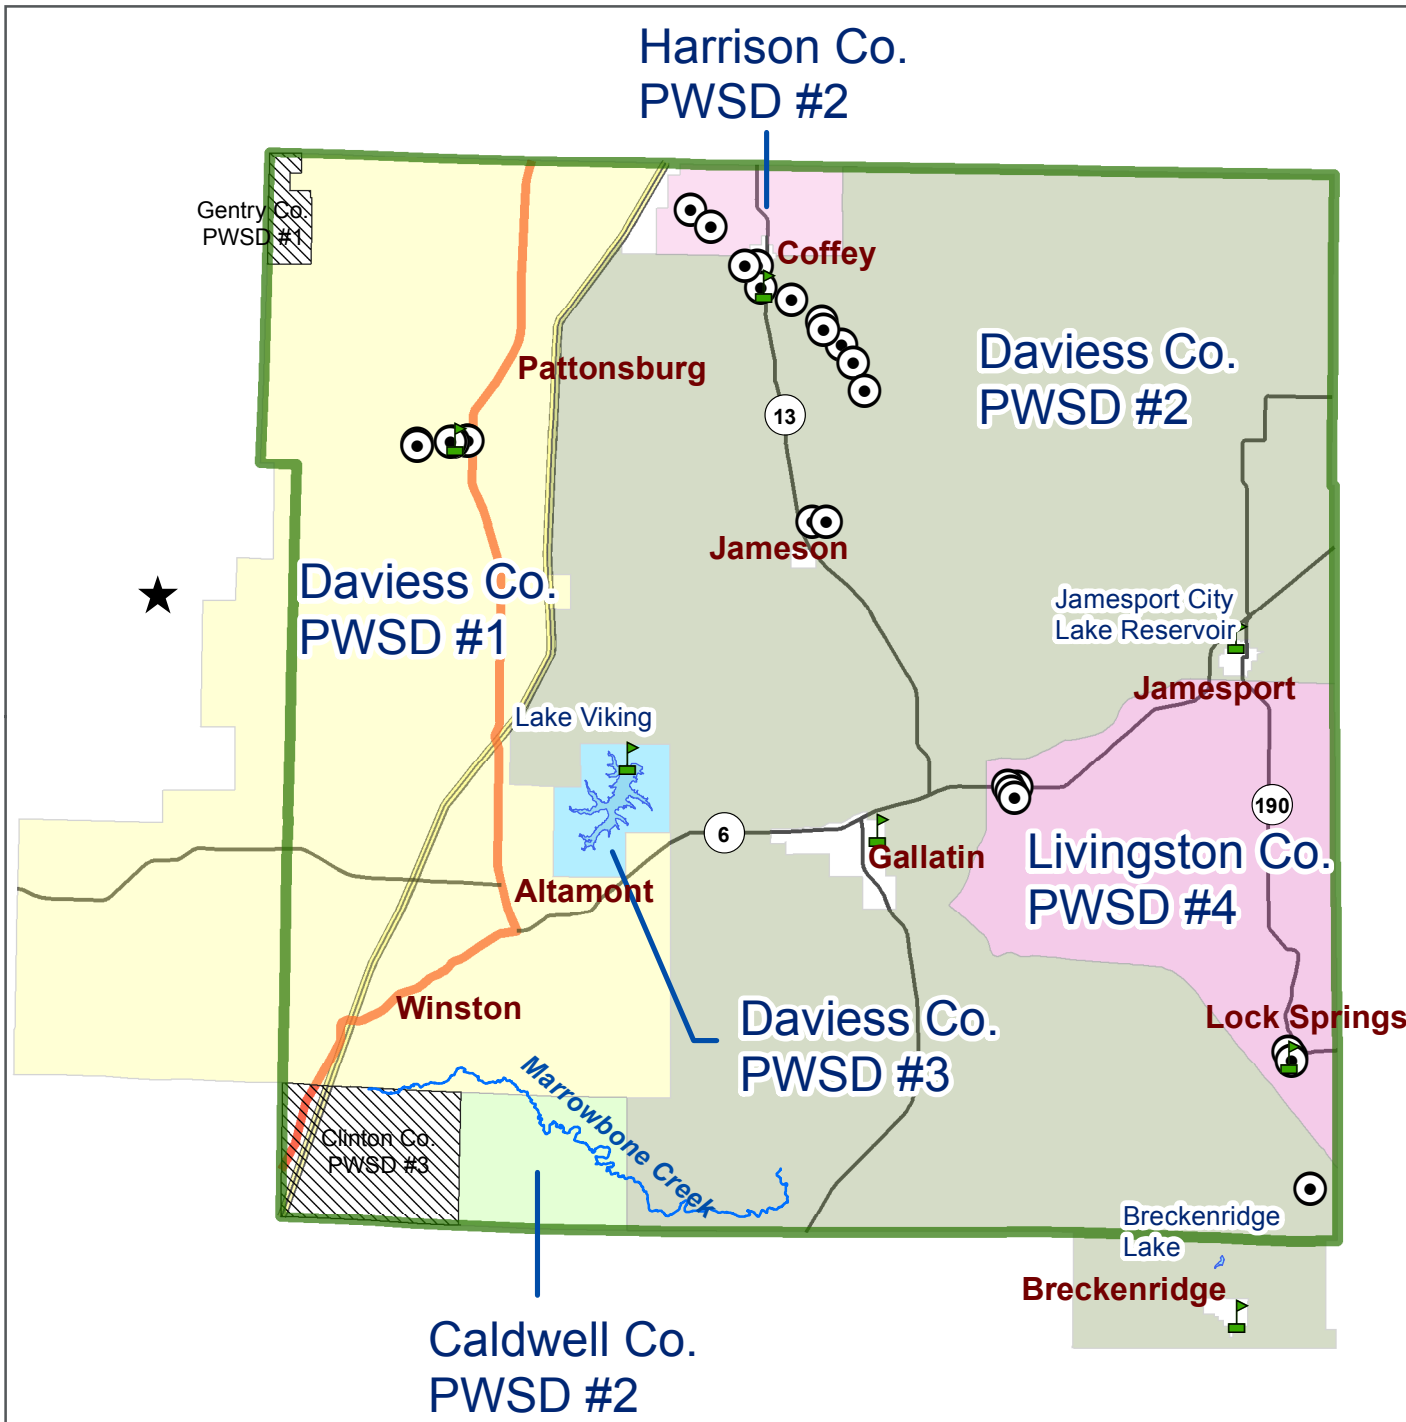 Harrison Co.
PWSD #2
Gentry Co.
PWSD #1
Coffey
Pattonsburg
Daviess Co.
PWSD #2
13
Jameson
Daviess Co.
PWSD #1
Jamesport City
Lake Reservoir
Jamesport
Lake Viking
190
6
Gallatin
Livingston Co.
PWSD #4
Altamont
Winston
Lock Springs
Daviess Co.
PWSD #3
Marrowbone Creek
Clinton Co.
PWSD #3
Breckenridge
Lake
Breckenridge
Caldwell Co.
PWSD #2